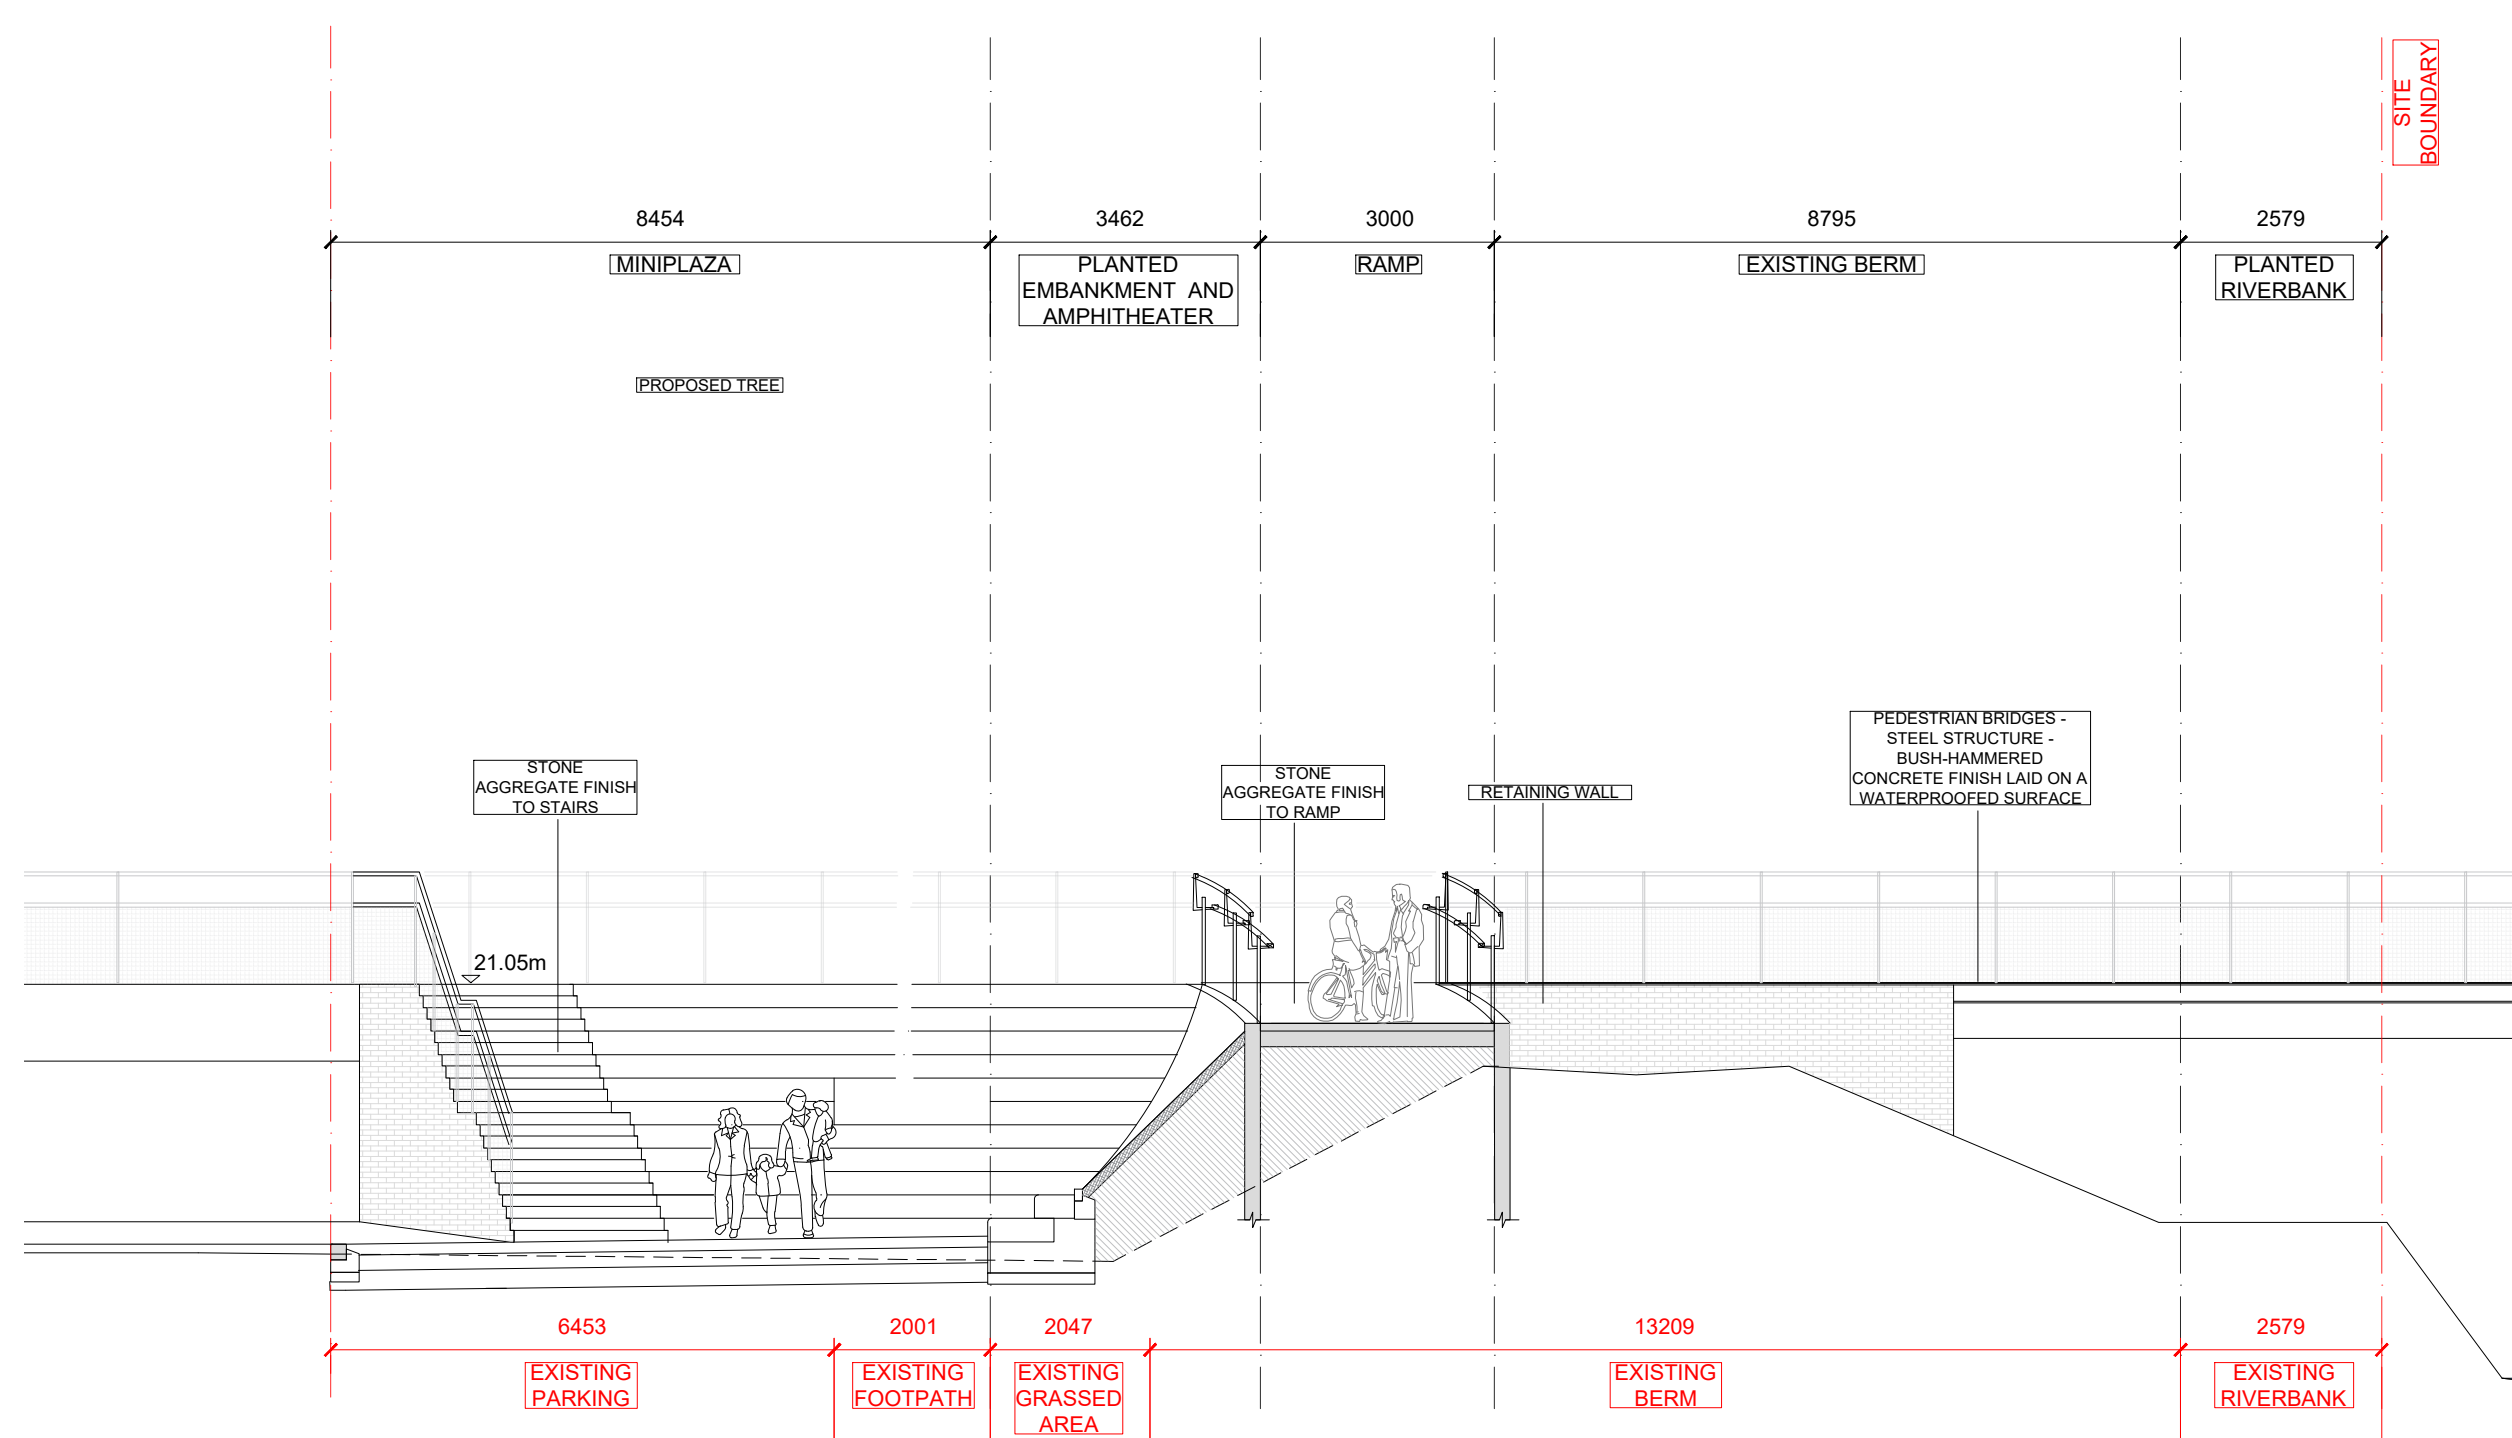 SITE
BOUNDARY
8454
3462
3000
8795
2579
MINIPLAZA
PLANTED
EMBANKMENT AND
AMPHITHEATER
RAMP
EXISTING BERM
PLANTED
RIVERBANK
PROPOSED TREE
STONE
AGGREGATE FINISH
TO STAIRS
STONE
AGGREGATE FINISH
TO RAMP
RETAINING WALL
PEDESTRIAN BRIDGES -
STEEL STRUCTURE -
BUSH-HAMMERED
CONCRETE FINISH LAID ON A
WATERPROOFED SURFACE
21.05m
6453
2001
2047
13209
2579
EXISTING
PARKING
EXISTING
FOOTPATH
EXISTING
GRASSED
AREA
EXISTING
BERM
EXISTING
RIVERBANK